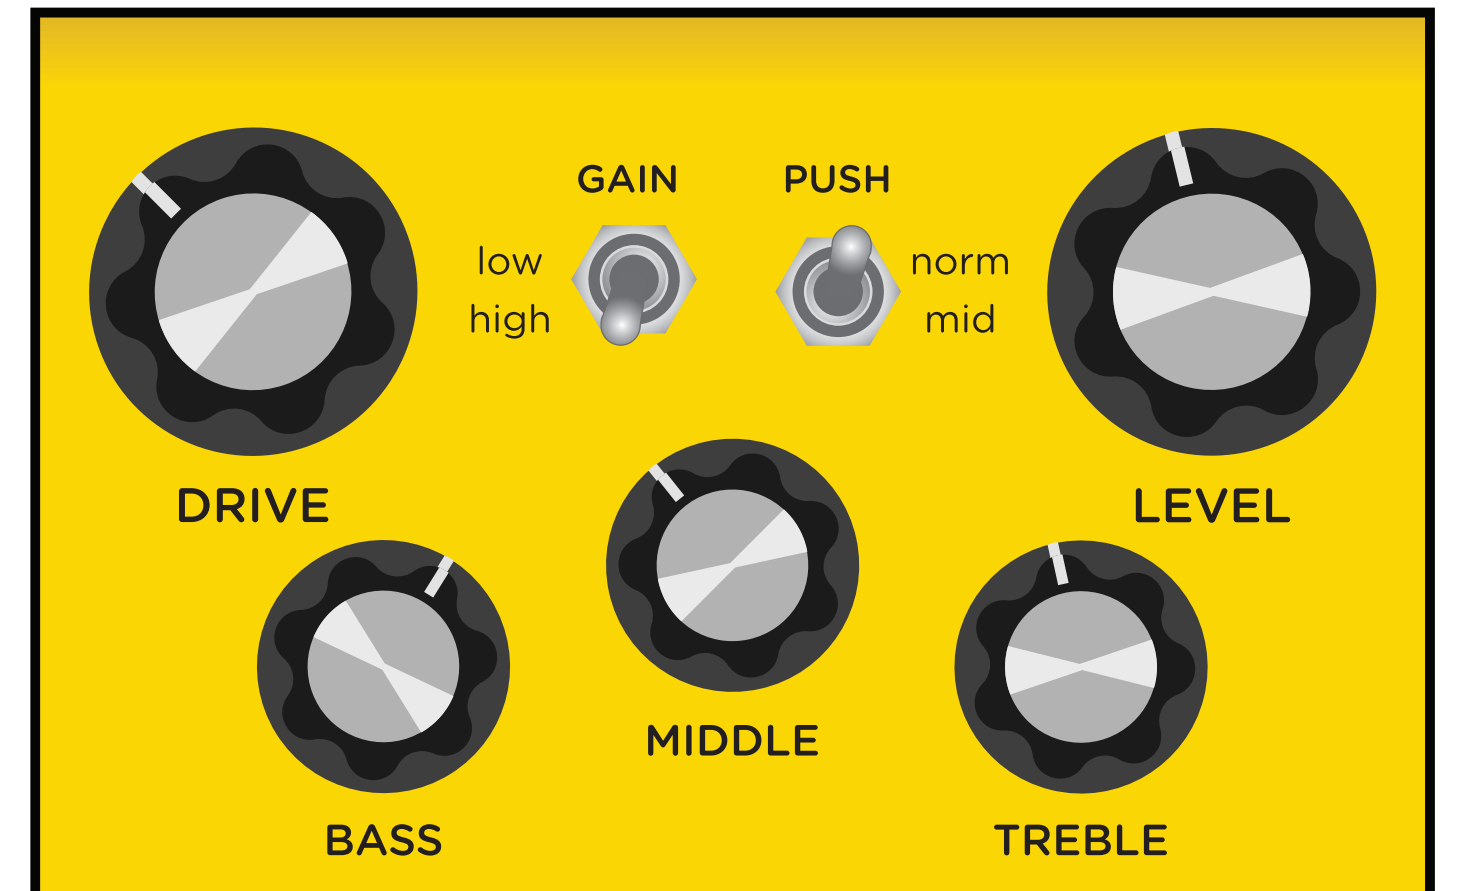 GAIN
PUSH
low
norm
high
mid
DRIVE
LEVEL
MIDDLE
BASS
TREBLE